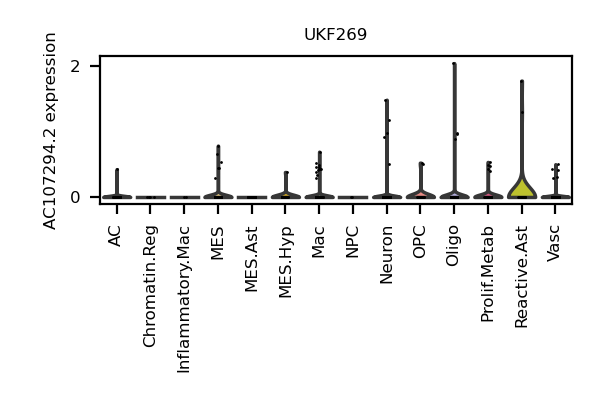 UKF269
AC107294.2 expression
2
0
AC
Chromatin.Reg
Inflammatory.Mac
MES
MES.Ast
MES.Hyp
Mac
NPC
Neuron
OPC
Oligo
Prolif.Metab
Reactive.Ast
Vasc